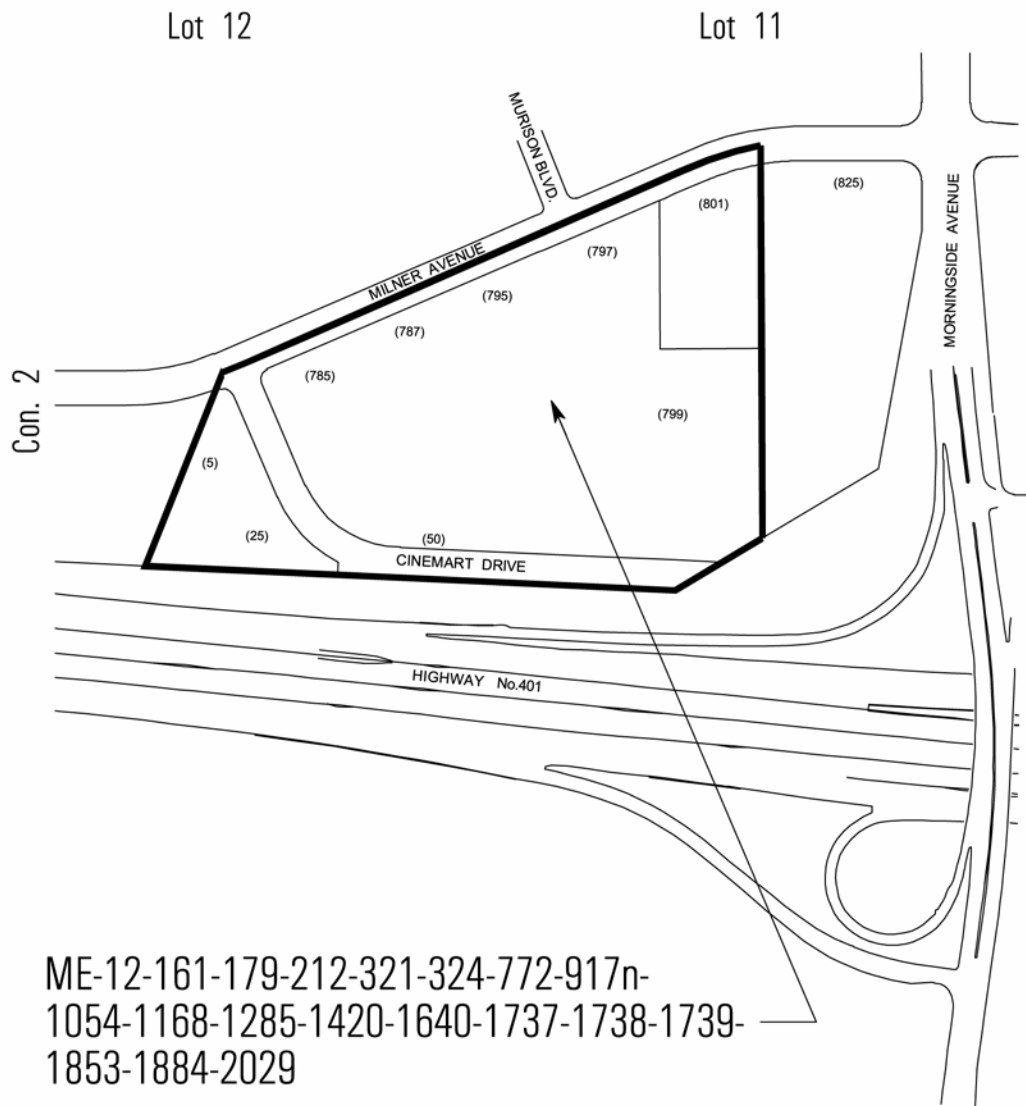 Lot 12
Lot 11
MURISON BLVD.
MORNINGSIDE AVENUE
(825)
(801)
(797)
MILNER AVENUE
(795)
(787)
(785)
Con. 2
(799)
(5)
(25)
(50)
CINEMART DRIVE
HIGHWAY No.401
ME-12-161-179-212-321-324-772-917n-
1054-1168-1285-1420-1640-1737-1738-1739-
1853-1884-2029